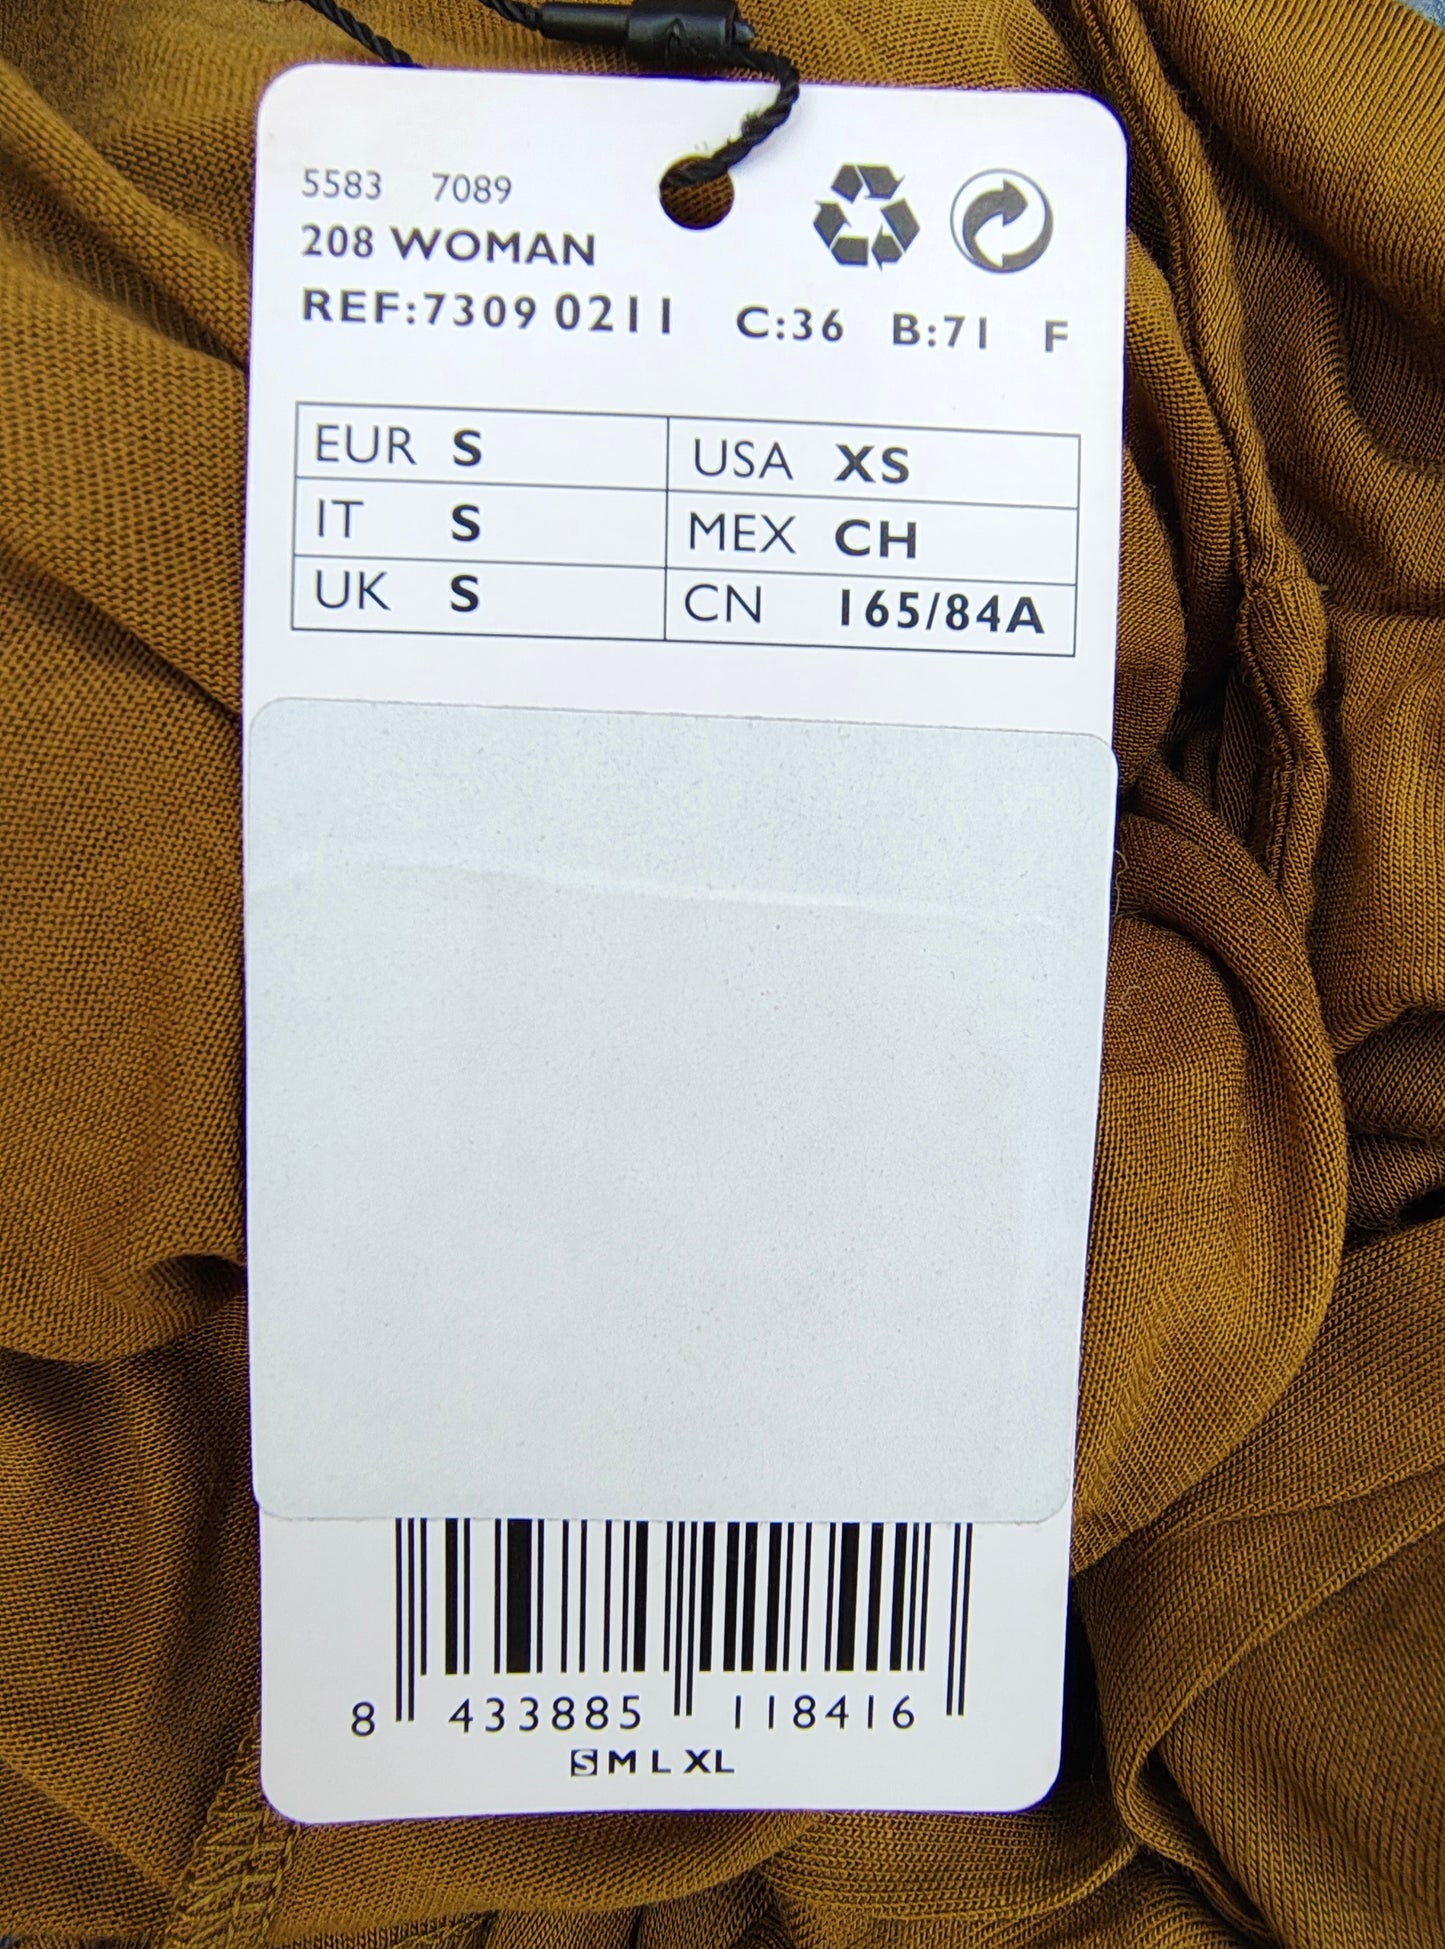 5583 7089
208 WOMAN
REF:7309 0211 C:36 B:71 F
EUR S USA XS
IT S MEX CH
UK S CN 165/84A
8 433885 118416
S M L XL